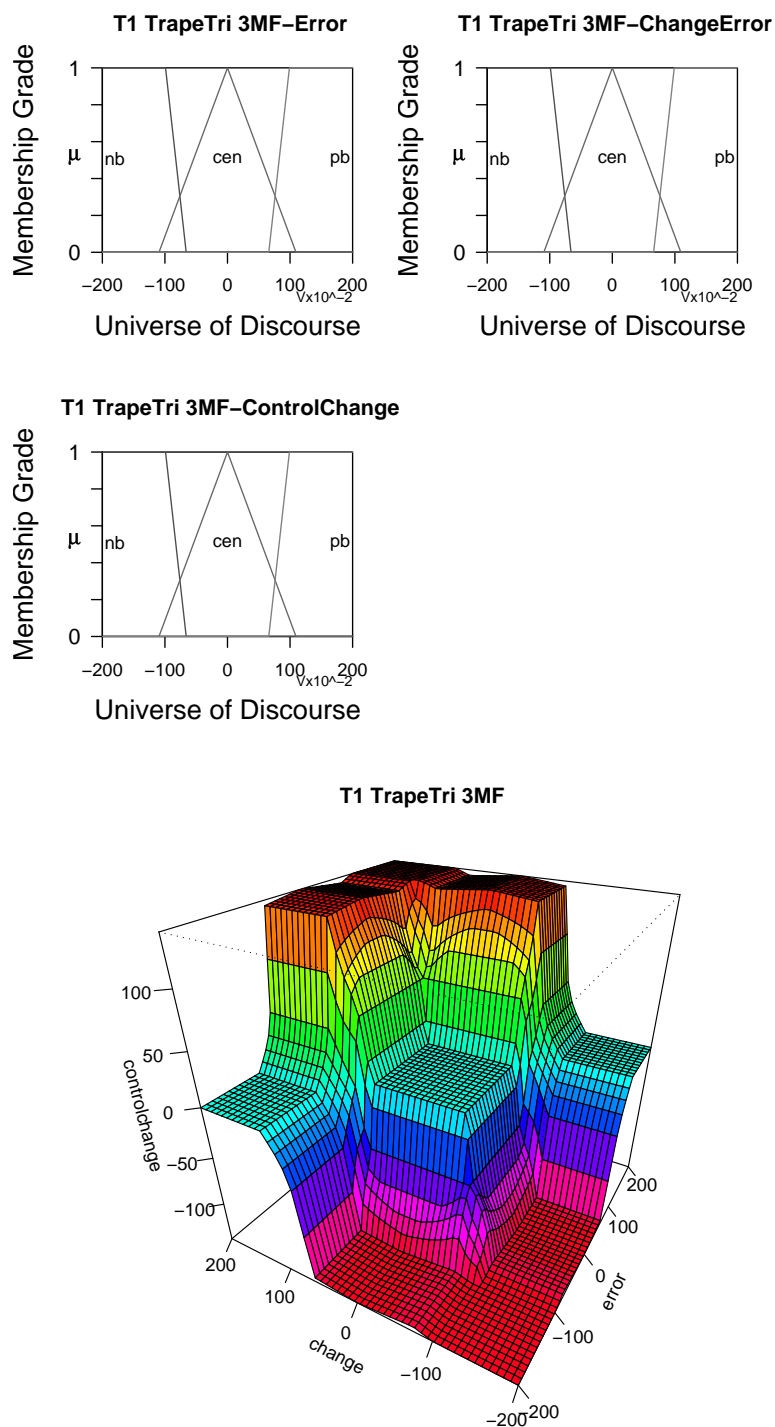 T1 TrapeTri 3MF−Error
Membership Grade
μ
1
0
nb
cen
pb
−200 −100 0 100 200
Vx10^−2
Universe of Discourse
T1 TrapeTri 3MF−ChangeError
Membership Grade
μ
1
0
nb
cen
pb
−200 −100 0 100 200
Vx10^−2
Universe of Discourse
T1 TrapeTri 3MF−ControlChange
Membership Grade
μ
1
0
nb
cen
pb
−200 −100 0 100 200
Vx10^−2
Universe of Discourse
T1 TrapeTri 3MF
controlchange
100
50
0
−50
−100
200
100
0
−100
−200
change
200
100
0
−100
−200
error